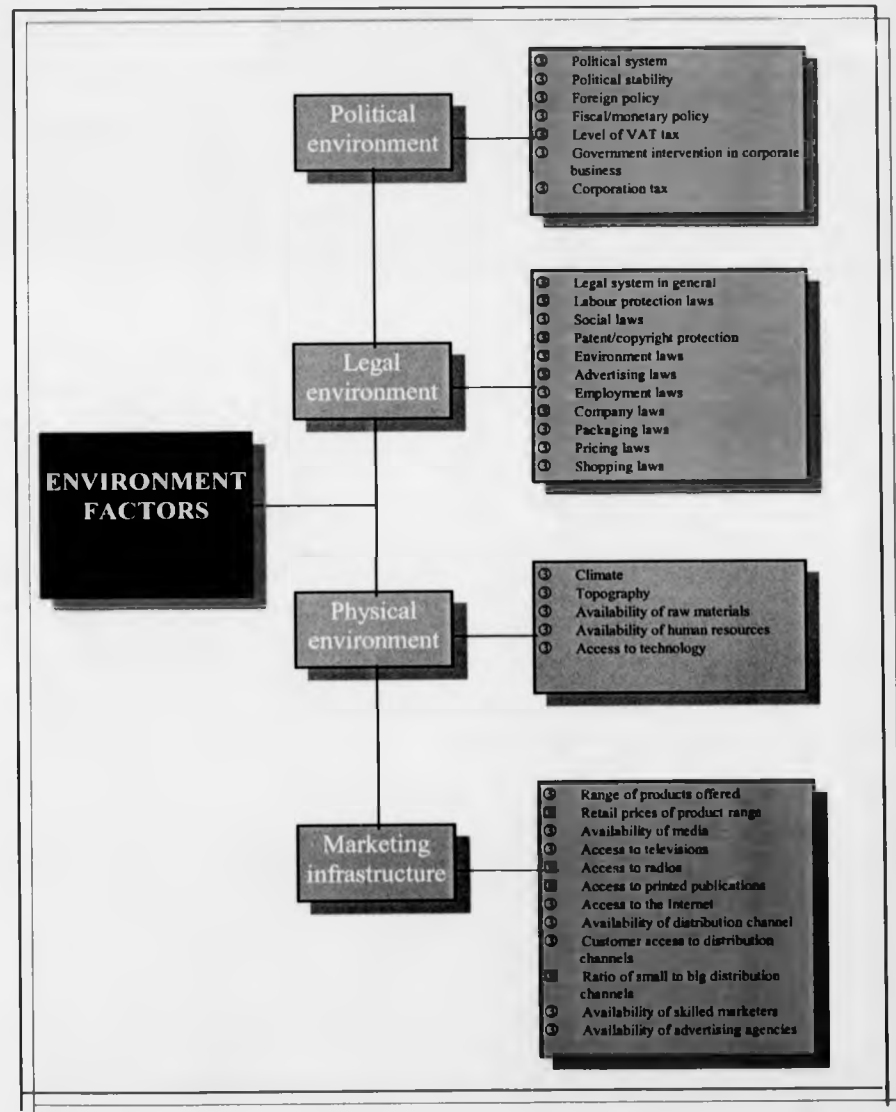 ENVIRONMENT
FACTORS
Political
environment
Political system
Political stability
Foreign policy
Fiscal/monetary policy
Level of VAT tax
Government intervention in corporate
business
Corporation tax
Legal
environment
Legal system in general
Labour protection laws
Social laws
Patent/copyright protection
Environment laws
Advertising laws
Employment laws
Company laws
Packaging laws
Pricing laws
Shopping laws
Physical
environment
Climate
Topography
Availability of raw materials
Availability of human resources
Access to technology
Marketing
infrastructure
Range of products offered
Retail prices of product range
Availability of media
Access to televisions
Access to radios
Access to printed publications
Access to the Internet
Availability of distribution channel
Customer access to distribution
channels
Ratio of small to big distribution
channels
Availability of skilled marketers
Availability of advertising agencies